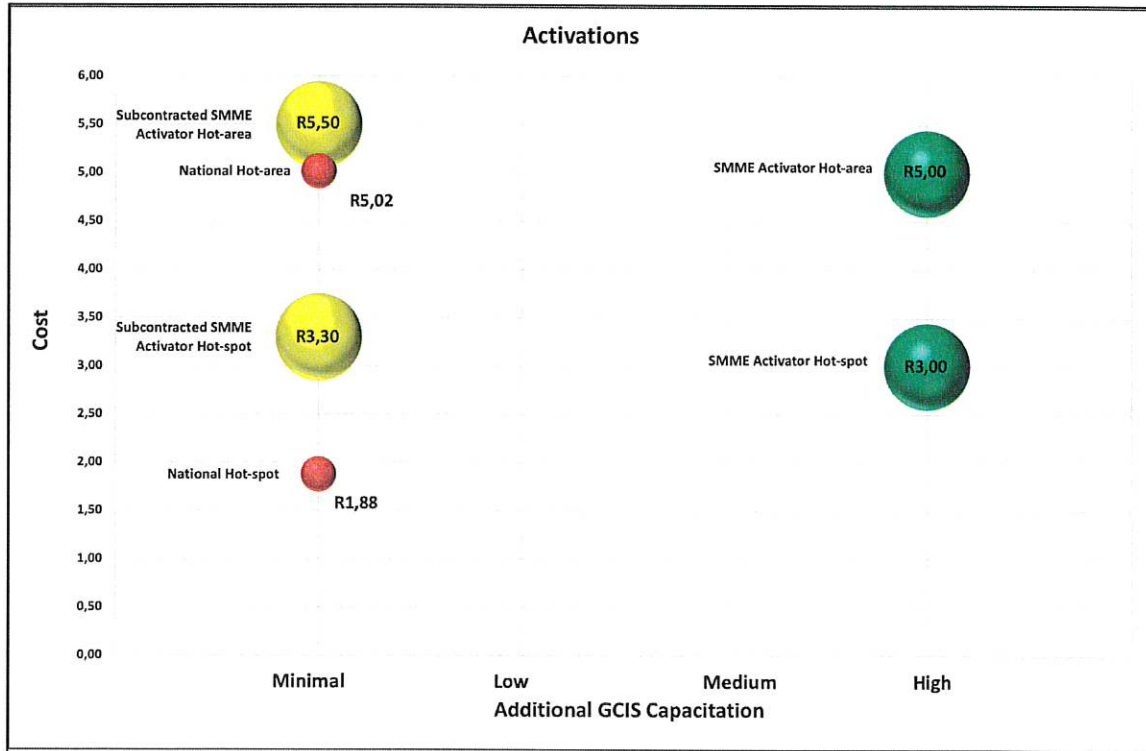 Activations
6,00
5,50
5,00
4,50
4,00
3,50
3,00
2,50
2,00
1,50
1,00
0,50
0,00
Cost
Subcontracted SMME
Activator Hot-area
R5,50
National Hot-area
R5,02
SMME Activator Hot-area
R5,00
Subcontracted SMME
Activator Hot-spot
R3,30
SMME Activator Hot-spot
R3,00
National Hot-spot
R1,88
Minimal
Low
Medium
High
Additional GCIS Capacitation